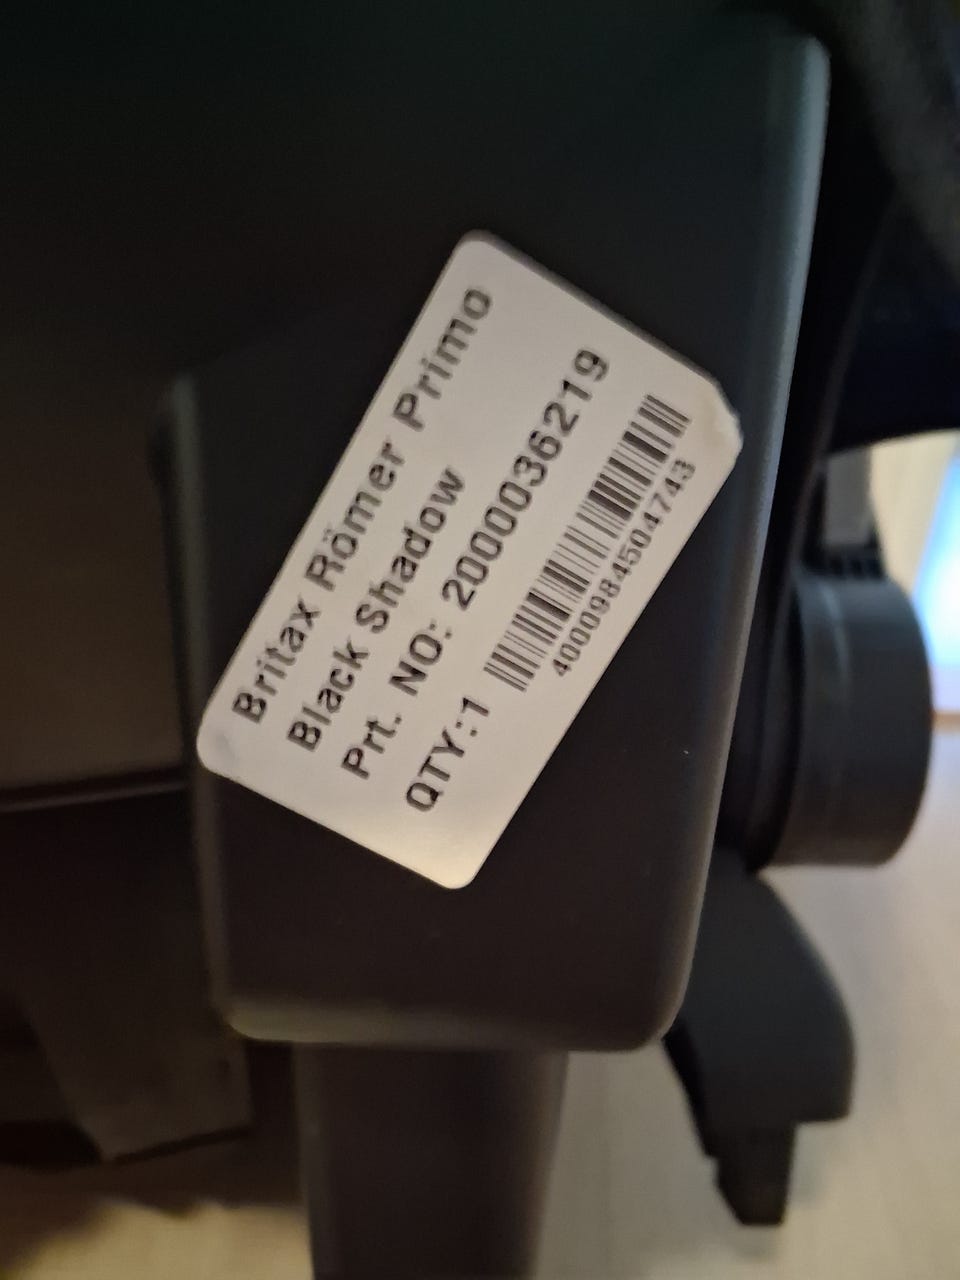 Britax Römer Primo
Black Shadow
Prt. NO: 2000036219
QTY:1
4000984504743